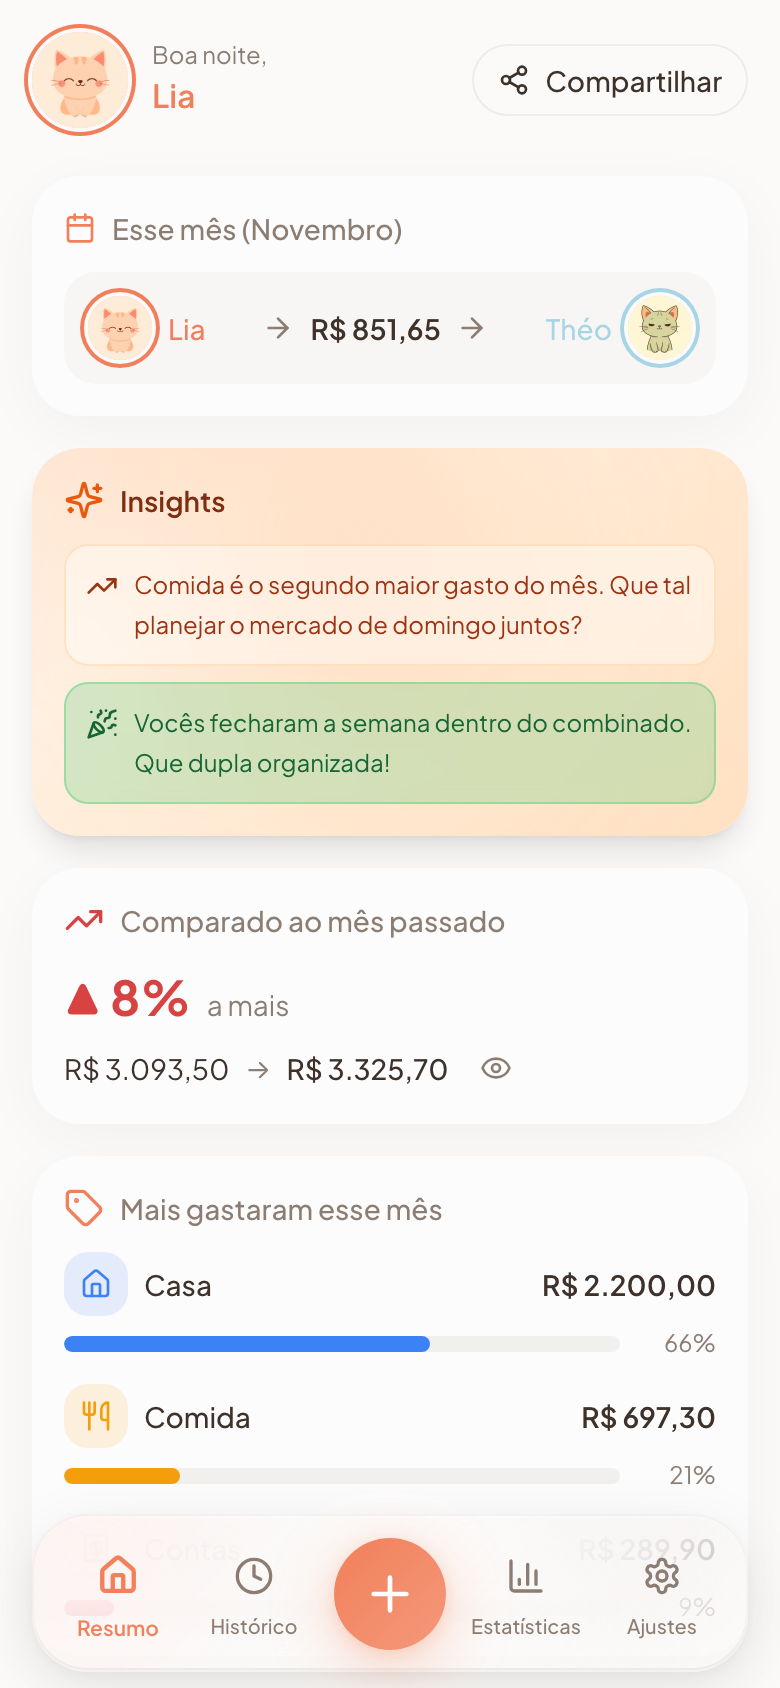 Boa noite,
Lia
Compartilhar
Esse mês (Novembro)
Lia → R$ 851,65 → Théo
Insights
Comida é o segundo maior gasto do mês. Que tal
planejar o mercado de domingo juntos?
Vocês fecharam a semana dentro do combinado.
Que dupla organizada!
Comparado ao mês passado
8% a mais
R$ 3.093,50 → R$ 3.325,70
Mais gastaram esse mês
Casa R$ 2.200,00
66%
Comida R$ 697,30
21%
Contas R$ 289,90
9%
Resumo Histórico Estatísticas Ajustes